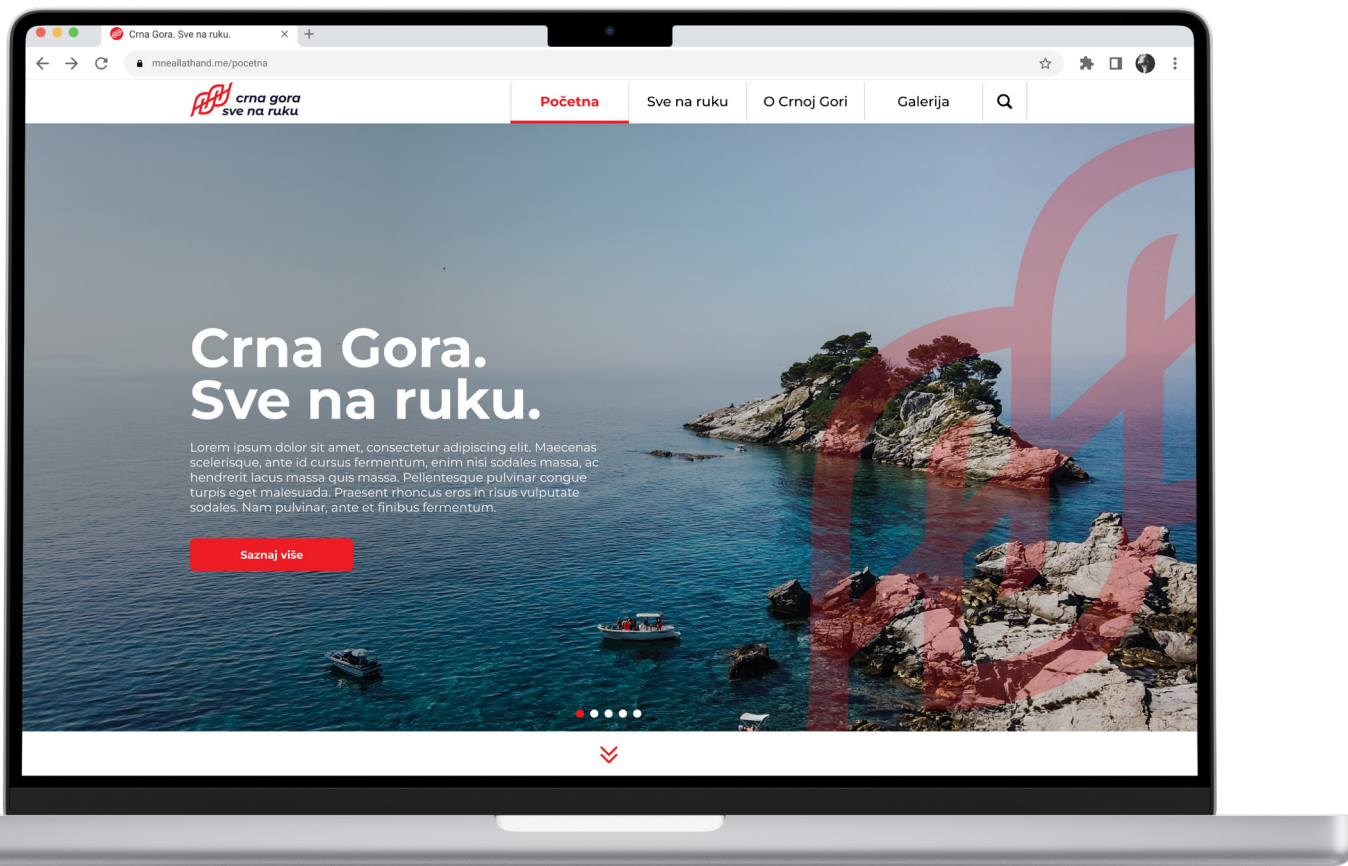 Crna Gora. Sve na ruku.
mneallathand.me/pocetna
crna gora
sve na ruku
Početna
Sve na ruku
O Crnoj Gori
Galerija
Crna Gora.
Sve na ruku.
Lorem ipsum dolor sit amet, consectetur adipiscing elit. Maecenas
scelerisque, ante id cursus fermentum, enim nisi sodales massa, ac
hendrerit lacus massa quis massa. Pellentesque pulvinar congue
turpis eget malesuada. Praesent rhoncus eros in risus vulputate
sodales. Nam pulvinar, ante et finibus fermentum.
Saznaj više